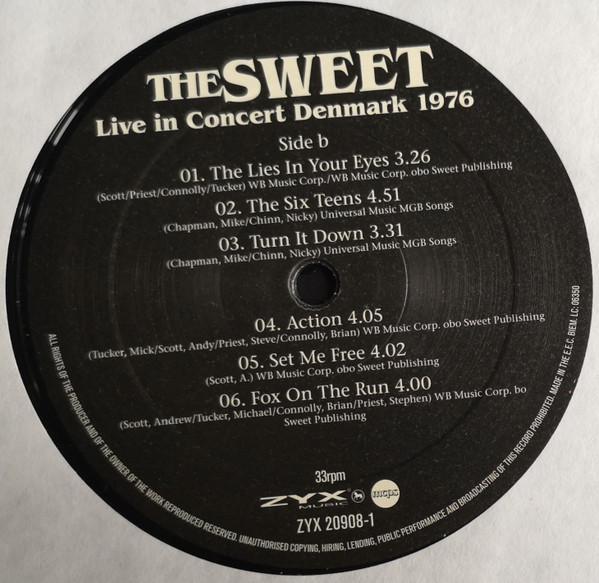 THE SWEET
Live in Concert Denmark 1976
Side b
01. The Lies In Your Eyes 3.26
(Scott/Priest/Connolly/Tucker) WB Music Corp./WB Music Corp. obo Sweet Publishing
02. The Six Teens 4.51
(Chapman, Mike/Chinn, Nicky) Universal Music MGB Songs
03. Turn It Down 3.31
(Chapman, Mike/Chinn, Nicky) Universal Music MGB Songs
04. Action 4.05
(Tucker, Mick/Scott, Andy/Priest, Steve/Connolly, Brian) WB Music Corp. obo Sweet Publishing
05. Set Me Free 4.02
(Scott, A.) WB Music Corp. obo Sweet Publishing
06. Fox On The Run 4.00
(Scott, Andrew/Tucker, Michael/Connolly, Brian/Priest, Stephen) WB Music Corp. bo
Sweet Publishing
33rpm
ZYX MUSIC mcps
ZYX 20908-1
ALL RIGHTS OF THE PRODUCER AND OF THE OWNER OF THE WORK REPRODUCED RESERVED. UNAUTHORISED COPYING, HIRING, LENDING, PUBLIC PERFORMANCE AND BROADCASTING OF THIS RECORD PROHIBITED. MADE IN THE E.E.C. BIEM. LC: 06350